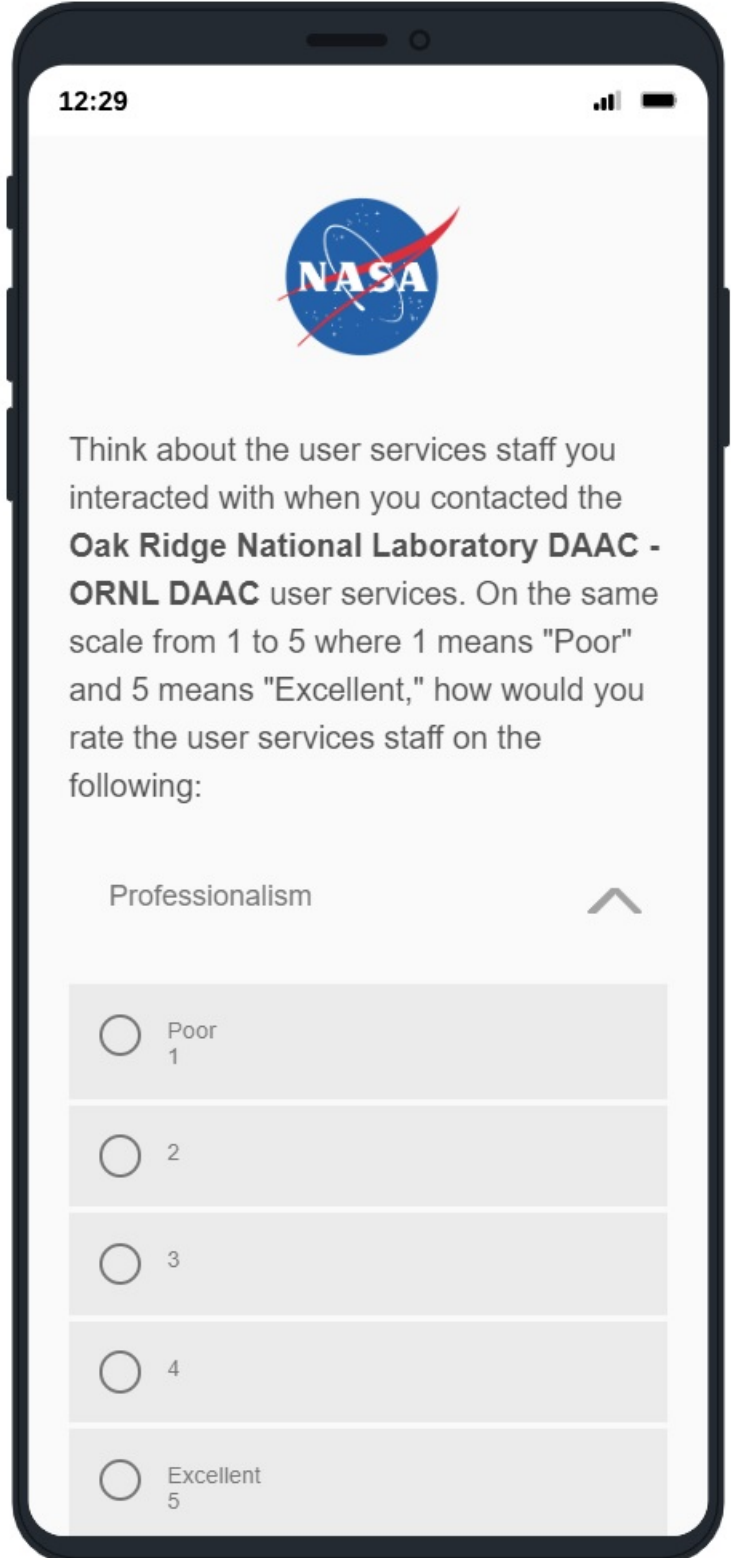 12:29
NASA
Think about the user services staff you
interacted with when you contacted the
Oak Ridge National Laboratory DAAC -
ORNL DAAC user services. On the same
scale from 1 to 5 where 1 means "Poor"
and 5 means "Excellent," how would you
rate the user services staff on the
following:
Professionalism
Poor
1
2
3
4
Excellent
5